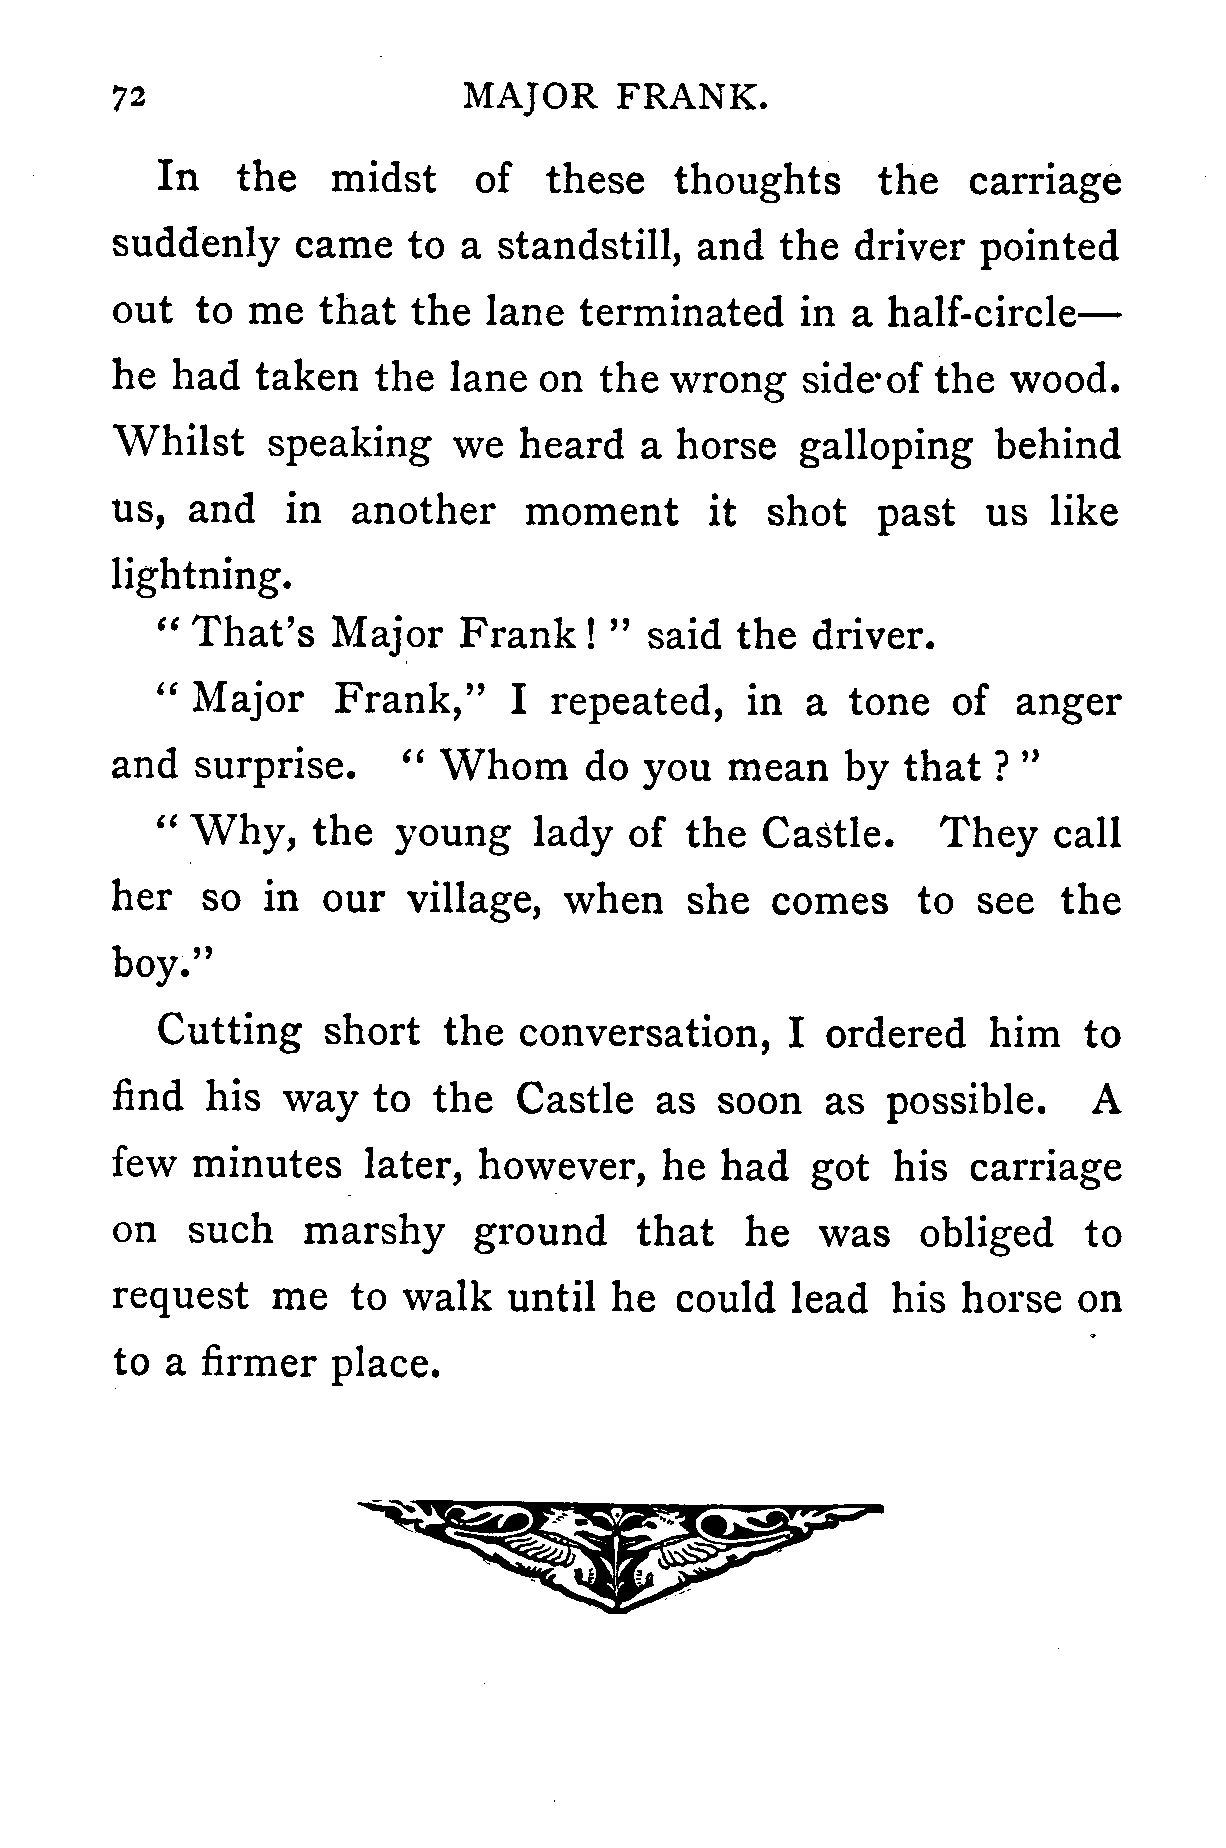 72 MAJOR FRANK.
In the midst of these thoughts the carriage
suddenly came to a standstill, and the driver pointed
out to me that the lane terminated in a half-circle—
he had taken the lane on the wrong side of the wood.
Whilst speaking we heard a horse galloping behind
us, and in another moment it shot past us like
lightning.
“ That’s Major Frank ! ” said the driver.
“ Major Frank,” I repeated, in a tone of anger
and surprise. “ Whom do you mean by that ? ”
“ Why, the young lady of the Castle. They call
her so in our village, when she comes to see the
boy.”
Cutting short the conversation, I ordered him to
find his way to the Castle as soon as possible. A
few minutes later, however, he had got his carriage
on such marshy ground that he was obliged to
request me to walk until he could lead his horse on
to a firmer place.